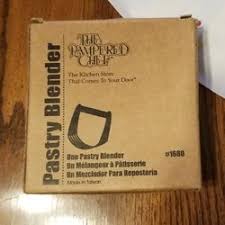 The
Pampered
Chef
The Kitchen Store
That Comes To Your Door
Pastry Blender
#1680
One Pastry Blender
Un Mélangeur à Pâtisserie
Un Mezclador Para Repostería
Made in Taiwan